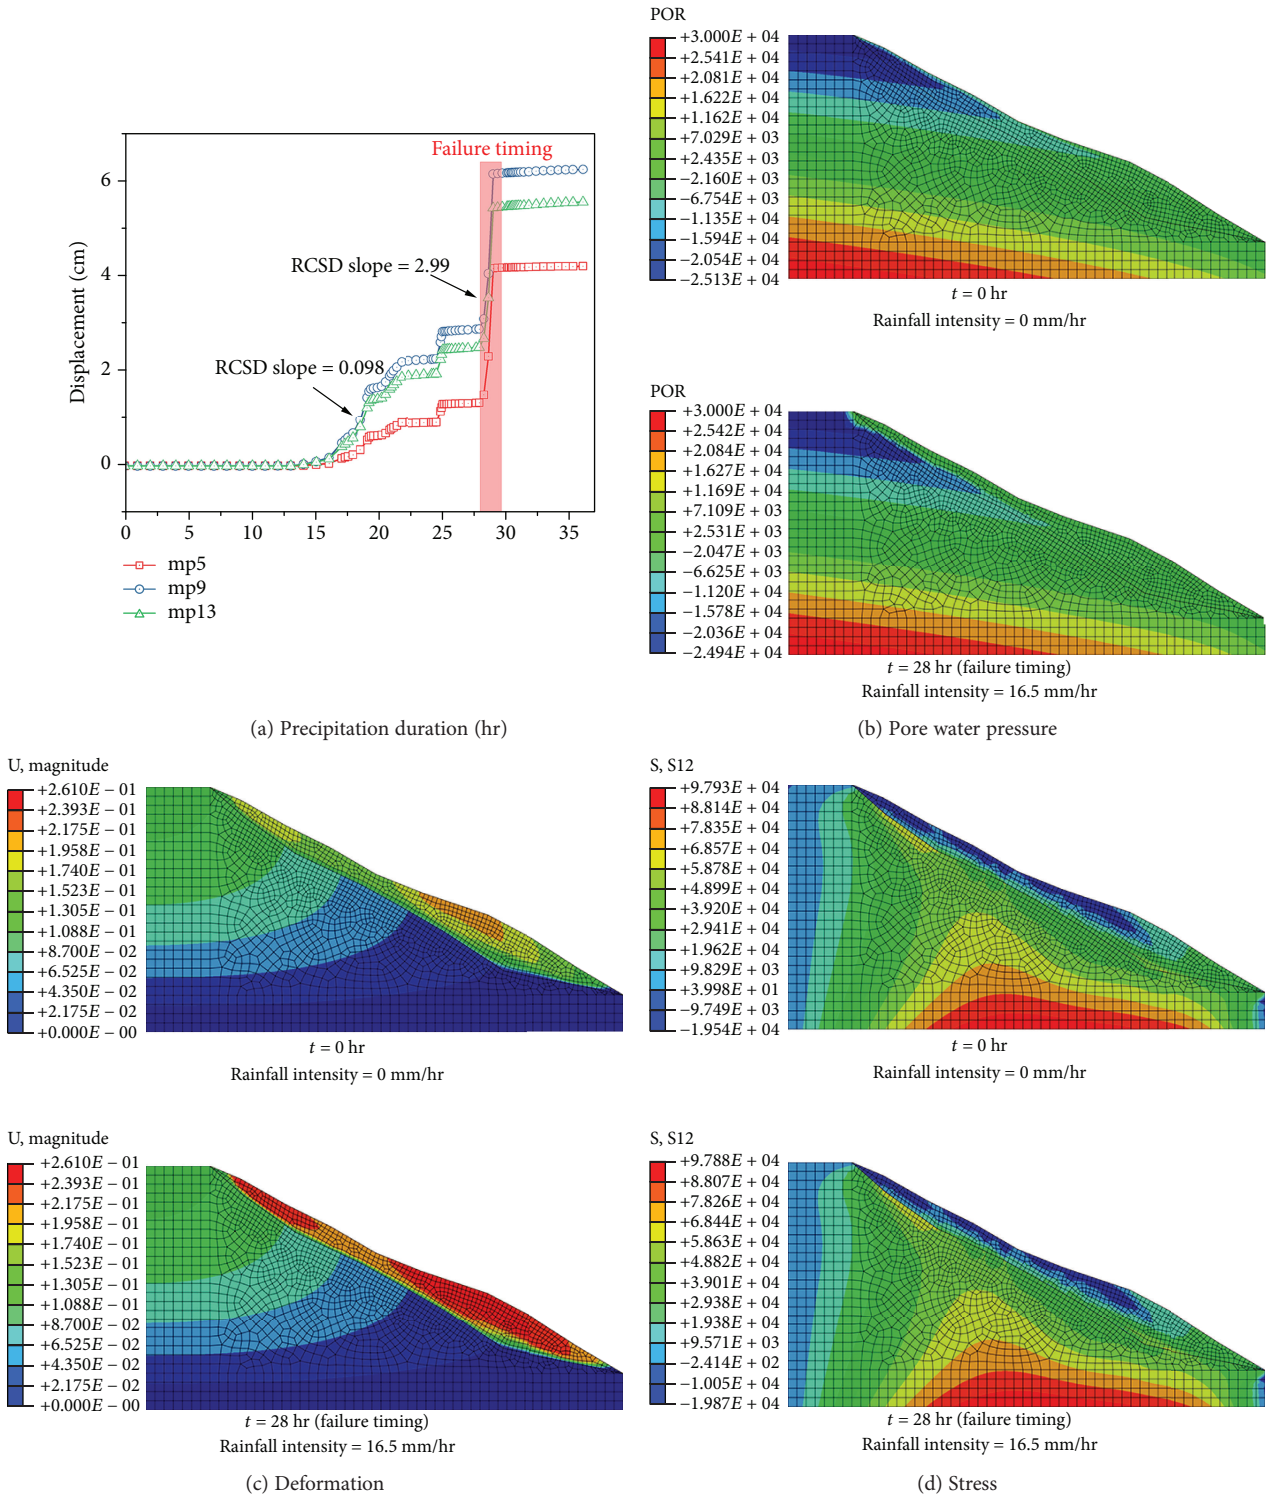 Failure timing
RCSD slope = 2.99
RCSD slope = 0.098
Displacement (cm)
6
4
2
0
0 5 10 15 20 25 30 35
mp5
mp9
mp13
(a) Precipitation duration (hr)
POR
+3.000E + 04
+2.541E + 04
+2.081E + 04
+1.622E + 04
+1.162E + 04
+7.029E + 03
+2.435E + 03
−2.160E + 03
−6.754E + 03
−1.135E + 04
−1.594E + 04
−2.054E + 04
−2.513E + 04
t = 0 hr
Rainfall intensity = 0 mm/hr
POR
+3.000E + 04
+2.542E + 04
+2.084E + 04
+1.627E + 04
+1.169E + 04
+7.109E + 03
+2.531E + 03
−2.047E + 03
−6.625E + 03
−1.120E + 04
−1.578E + 04
−2.036E + 04
−2.494E + 04
t = 28 hr (failure timing)
Rainfall intensity = 16.5 mm/hr
(b) Pore water pressure
U, magnitude
+2.610E − 01
+2.393E − 01
+2.175E − 01
+1.958E − 01
+1.740E − 01
+1.523E − 01
+1.305E − 01
+1.088E − 01
+8.700E − 02
+6.525E − 02
+4.350E − 02
+2.175E − 02
+0.000E − 00
t = 0 hr
Rainfall intensity = 0 mm/hr
U, magnitude
+2.610E − 01
+2.393E − 01
+2.175E − 01
+1.958E − 01
+1.740E − 01
+1.523E − 01
+1.305E − 01
+1.088E − 01
+8.700E − 02
+6.525E − 02
+4.350E − 02
+2.175E − 02
+0.000E − 00
t = 28 hr (failure timing)
Rainfall intensity = 16.5 mm/hr
(c) Deformation
S, S12
+9.793E + 04
+8.814E + 04
+7.835E + 04
+6.857E + 04
+5.878E + 04
+4.899E + 04
+3.920E + 04
+2.941E + 04
+1.962E + 04
+9.829E + 03
+3.998E + 01
−9.749E + 03
−1.954E + 04
t = 0 hr
Rainfall intensity = 0 mm/hr
S, S12
+9.788E + 04
+8.807E + 04
+7.826E + 04
+6.844E + 04
+5.863E + 04
+4.882E + 04
+3.901E + 04
+2.938E + 04
+1.938E + 04
+9.571E + 03
−2.414E + 02
−1.005E + 04
−1.987E + 04
t = 28 hr (failure timing)
Rainfall intensity = 16.5 mm/hr
(d) Stress